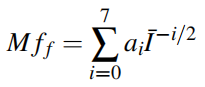 Mf_f = \sum_{i=0}^{7} a_i \bar{I}^{-i/2}